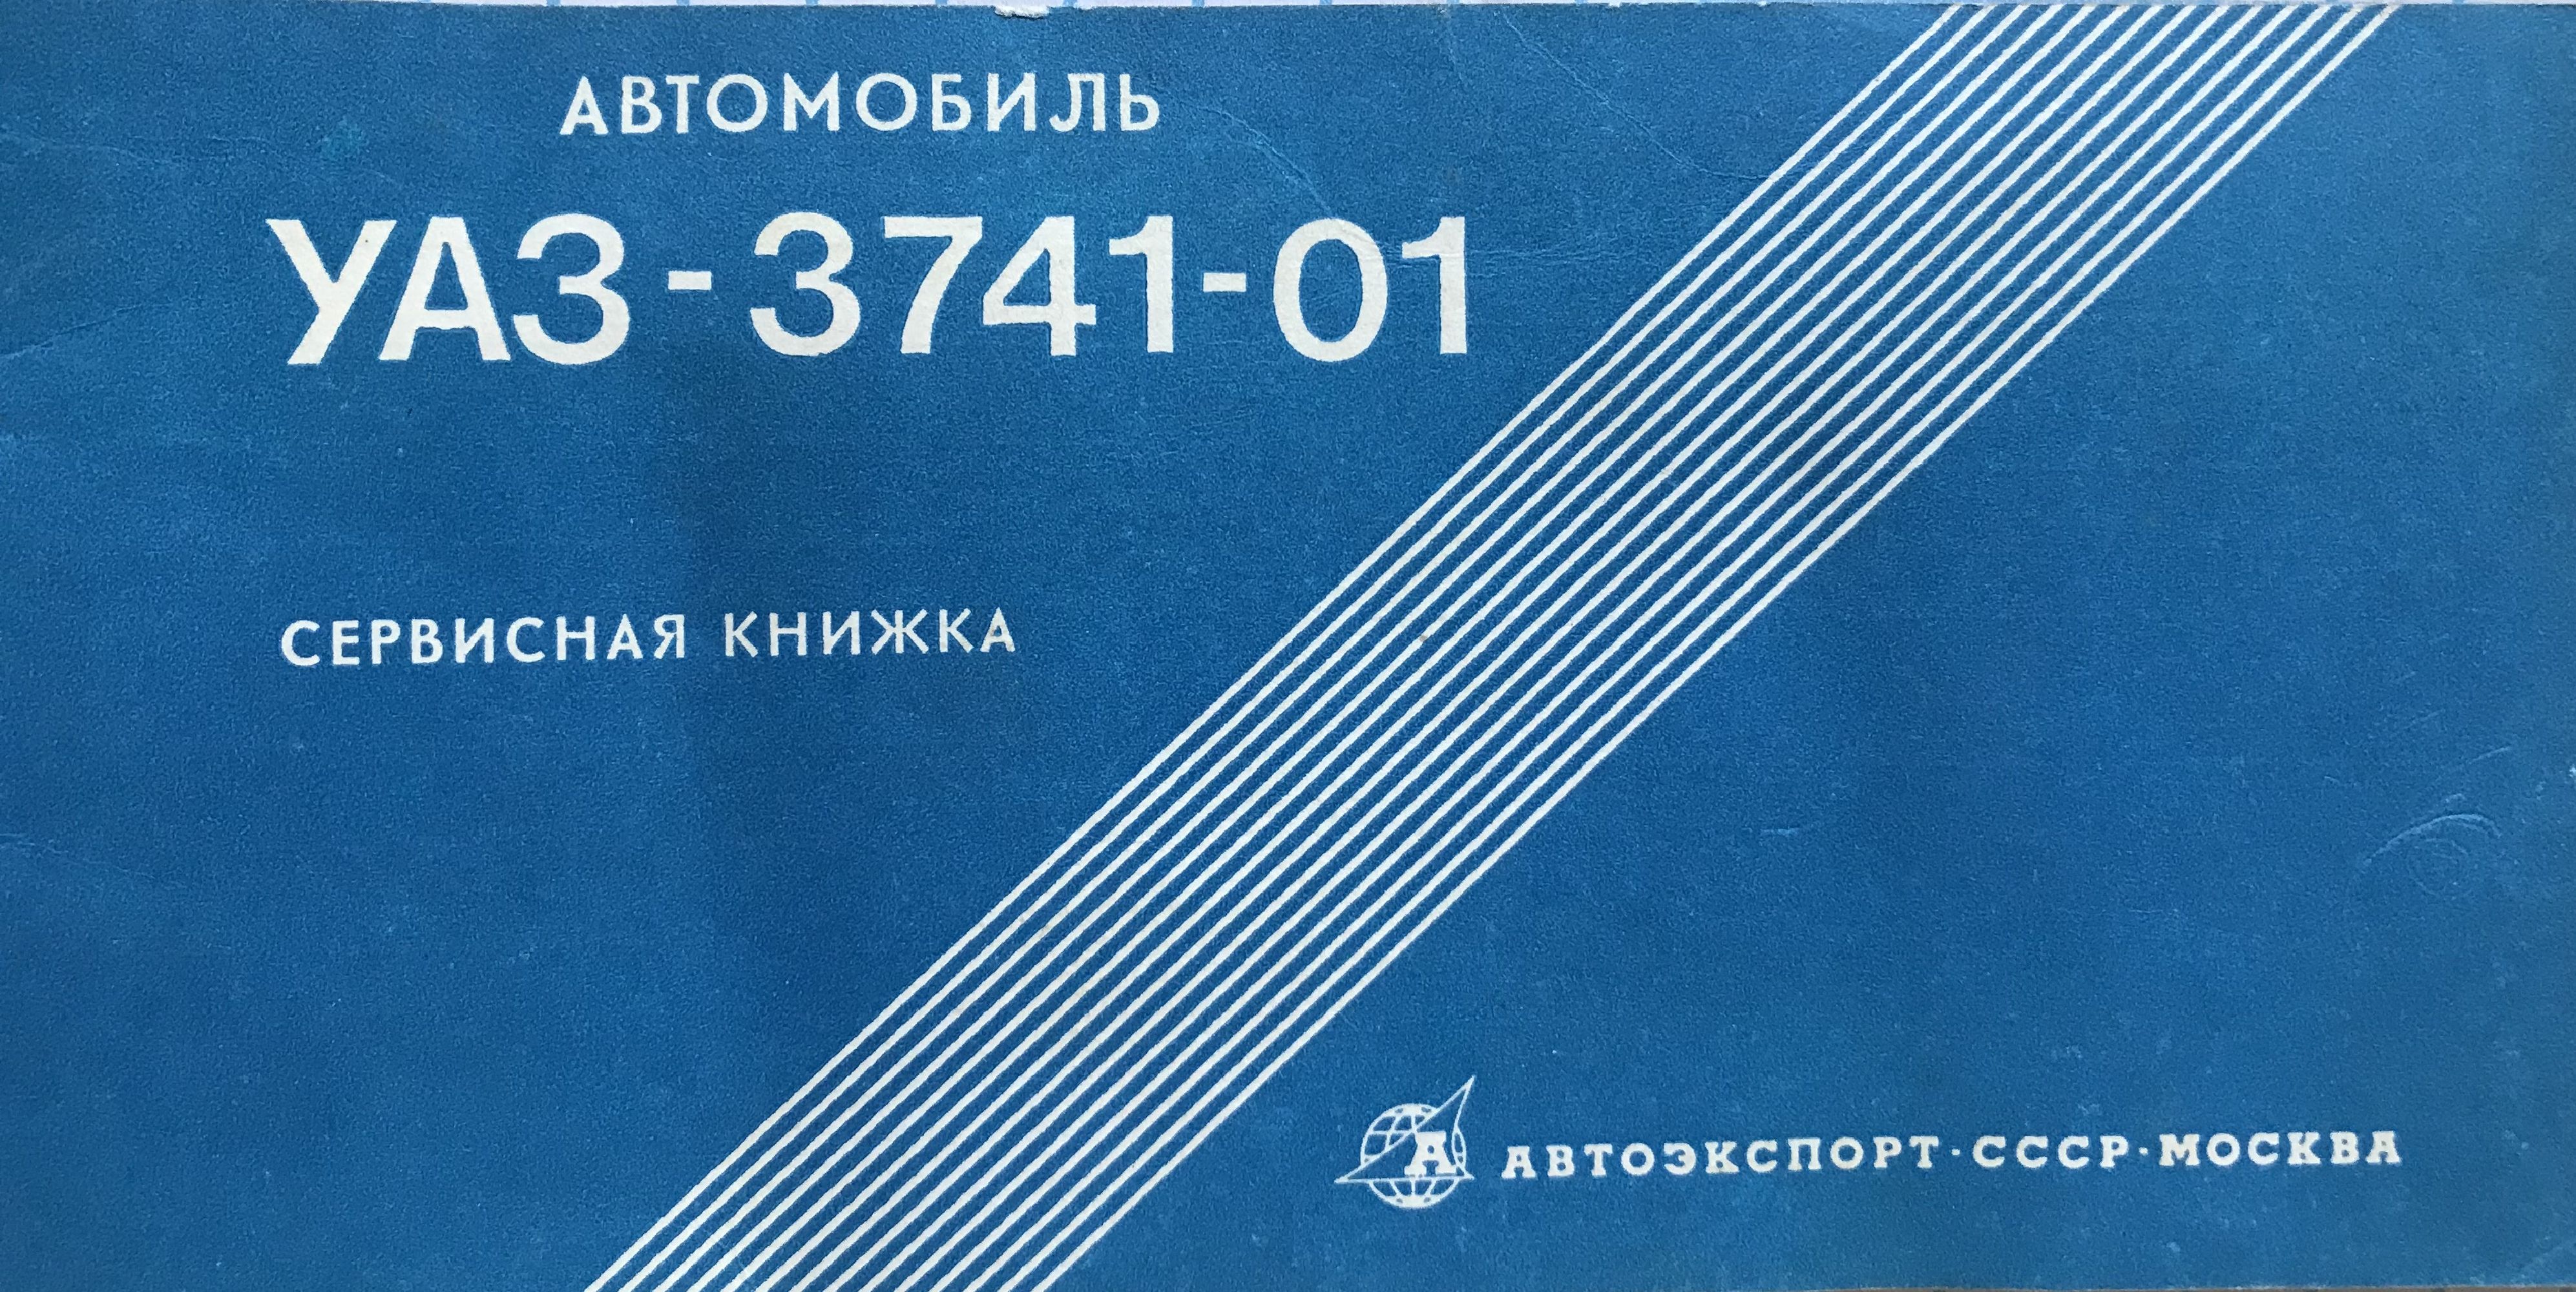 АВТОМОБИЛЬ
УАЗ-3741-01
СЕРВИСНАЯ КНИЖКА
А АВТОЭКСПОРТ·СССР·МОСКВА